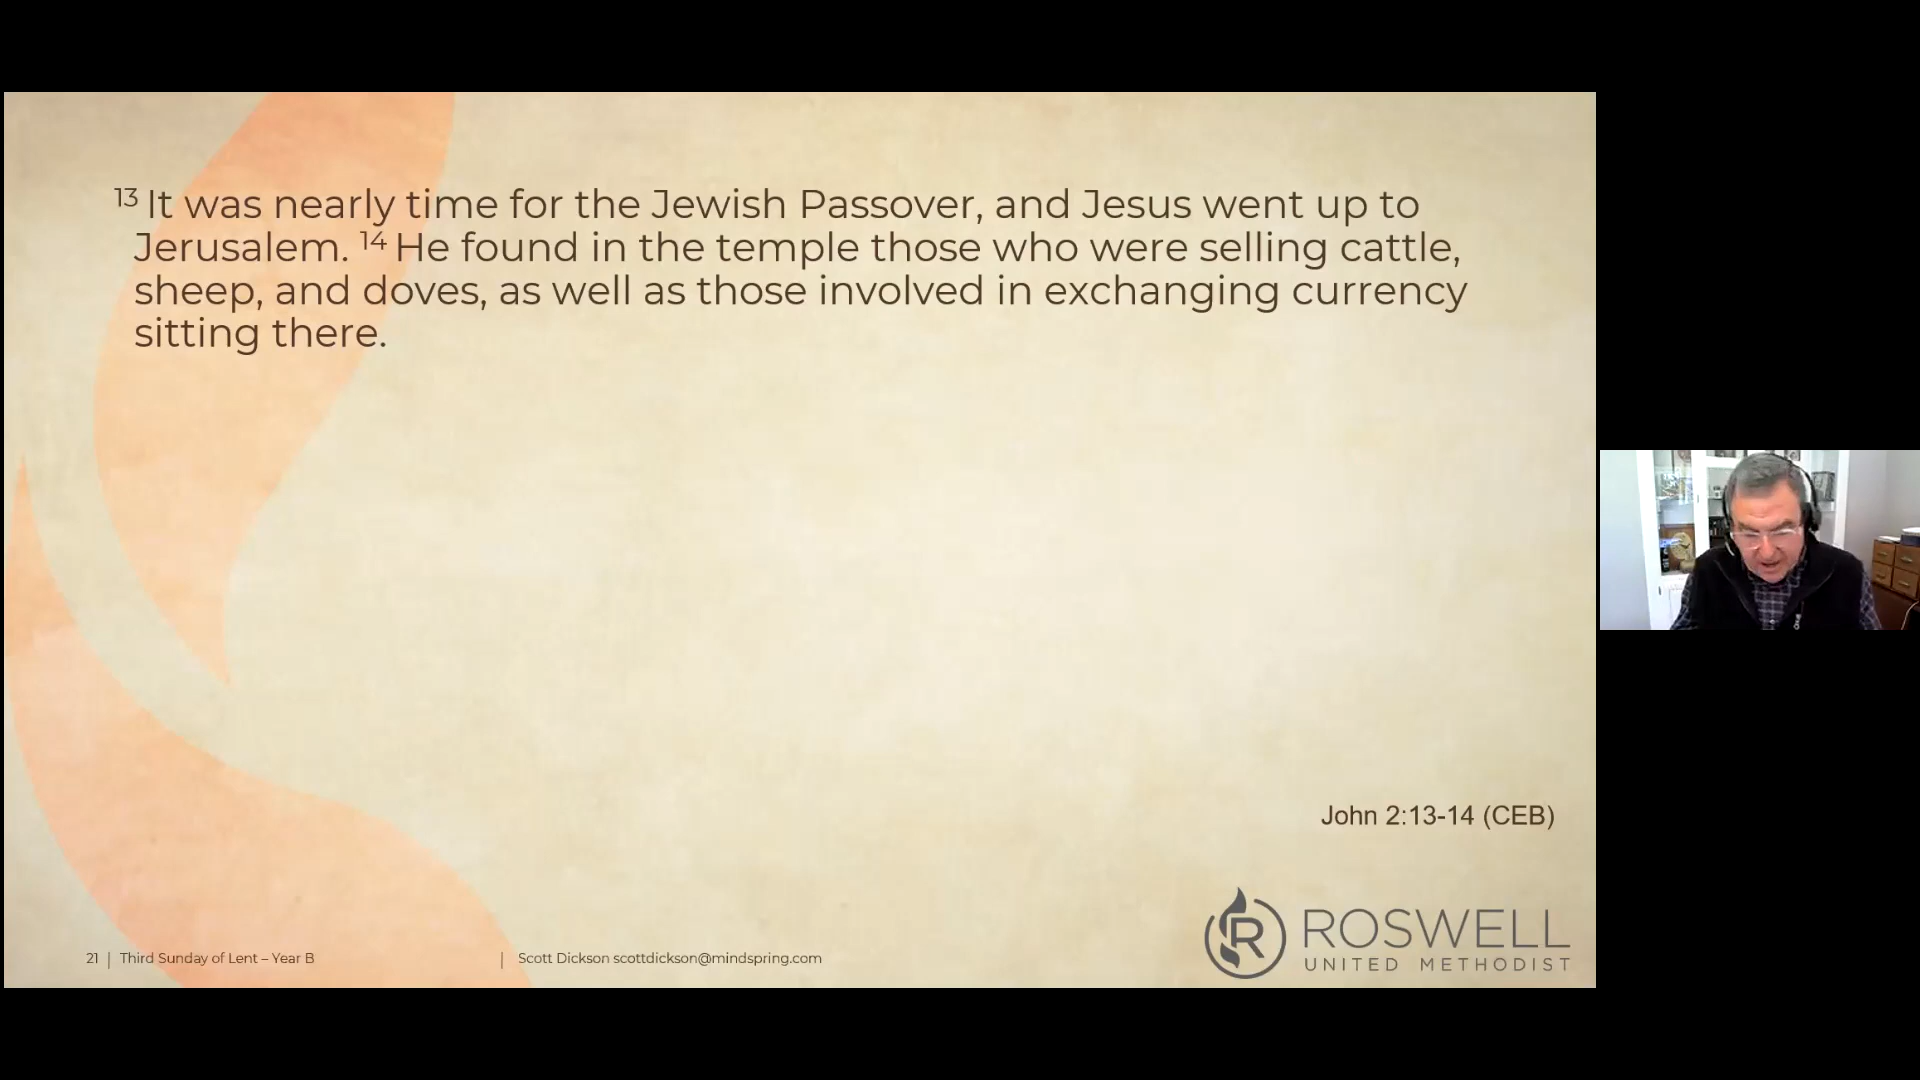 13 It was nearly time for the Jewish Passover, and Jesus went up to
Jerusalem. 14 He found in the temple those who were selling cattle,
sheep, and doves, as well as those involved in exchanging currency
sitting there.
John 2:13-14 (CEB)
R ROSWELL
UNITED METHODIST
21 | Third Sunday of Lent – Year B | Scott Dickson scottdickson@mindspring.com